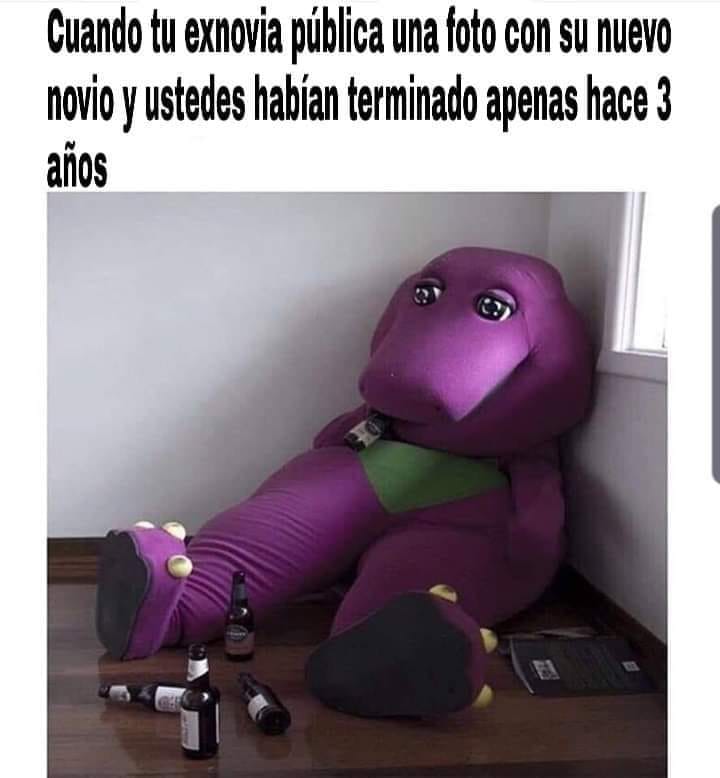 Cuando tu exnovia pública una foto con su nuevo
novio y ustedes habían terminado apenas hace 3
años